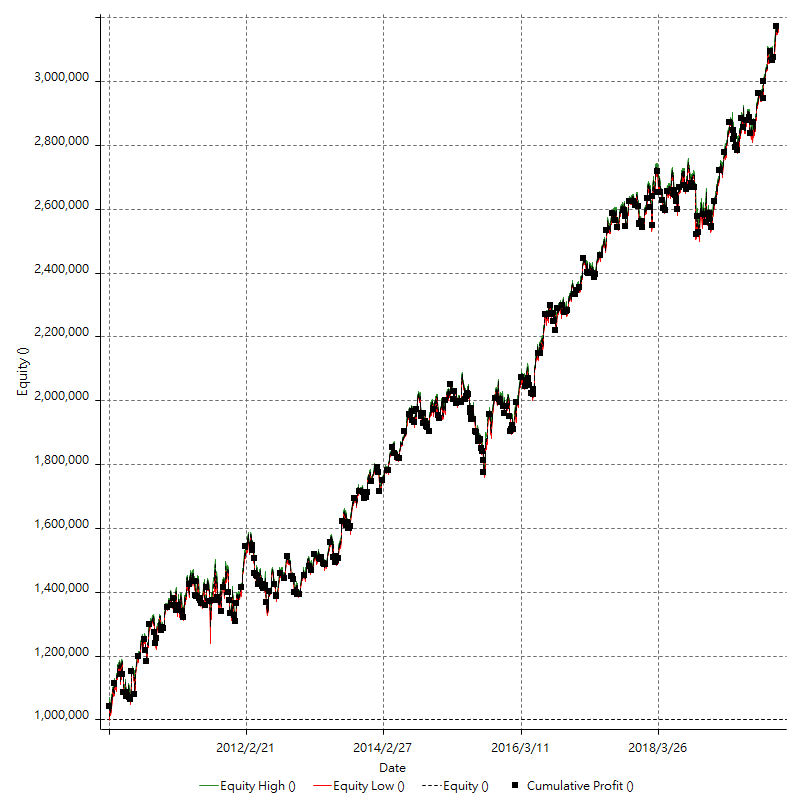 3,000,000
2,800,000
2,600,000
2,400,000
2,200,000
2,000,000
1,800,000
1,600,000
1,400,000
1,200,000
1,000,000
Equity ()
2012/2/21 2014/2/27 2016/3/11 2018/3/26
Date
Equity High () Equity Low () Equity () Cumulative Profit ()